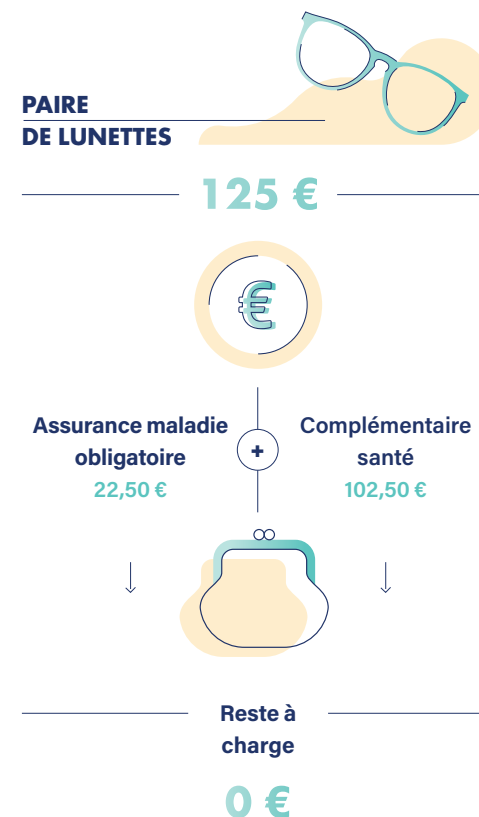 PAIRE
DE LUNETTES
125 €
€
Assurance maladie
obligatoire
22,50 €
+
Complémentaire
santé
102,50 €
Reste à
charge
0 €